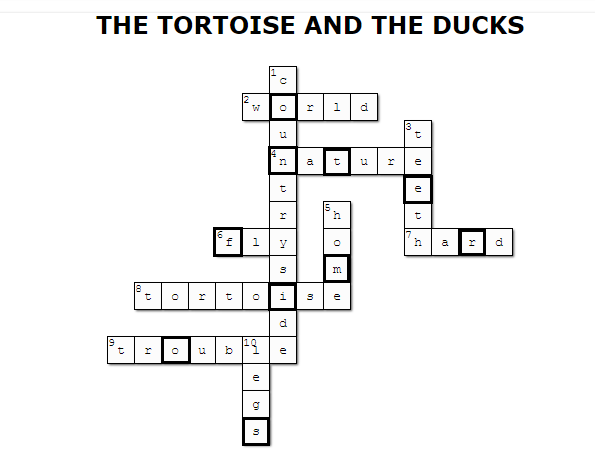 THE TORTOISE AND THE DUCKS
1 c
2 w o r l d
u 3 t
4 n a t u r e
t e
r 5 h t
6 f l y o 7 h a r d
s m
8 t o r t o i s e
d
9 t r o u b 10 l e
e
g
s